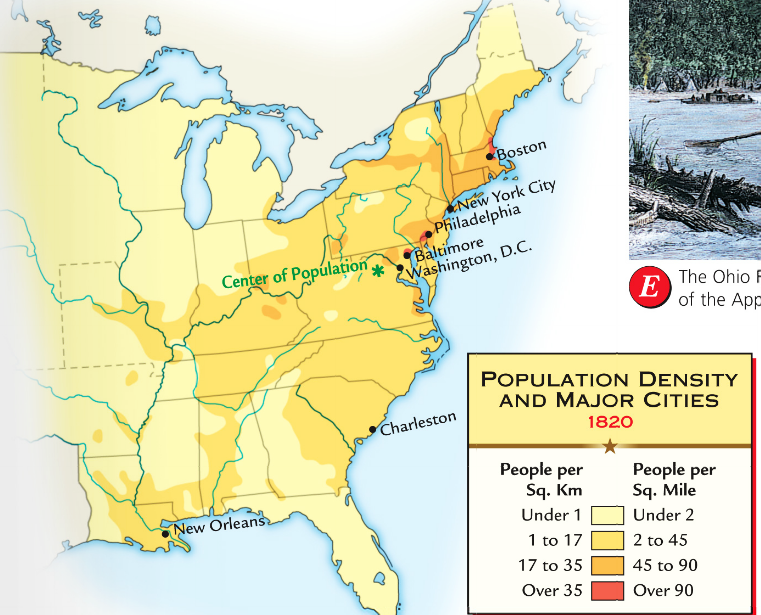 Boston
New York City
Philadelphia
Baltimore
Washington, D.C.
Center of Population
Charleston
New Orleans
E
The Ohio
of the App
POPULATION DENSITY
AND MAJOR CITIES
1820
People per People per
Sq. Km Sq. Mile
Under 1 Under 2
1 to 17 2 to 45
17 to 35 45 to 90
Over 35 Over 90